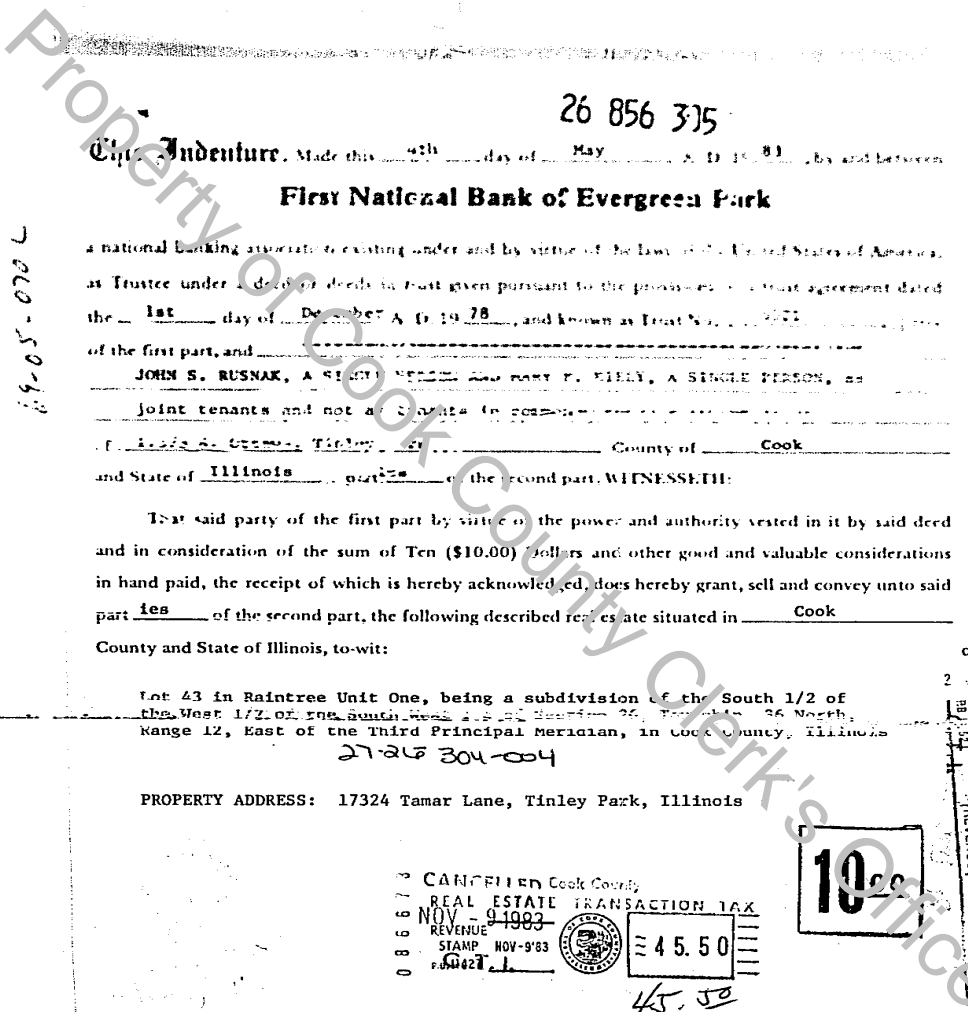 26 856 395
This Indenture, Made this 4th day of May A. D. 19 83, by and between
First National Bank of Evergreen Park
a national banking association existing under and by virtue of the laws of the United States of America,
as Trustee under a deed or deeds in trust given pursuant to the provisions of a trust agreement dated
the 1st day of December A. D. 19 78, and known as Trust No.
of the first part, and
JOHN S. RUSNAK, A SINGLE PERSON AND MARY F. KIELY, A SINGLE PERSON, as
joint tenants and not as tenants in common
of Tinley County of Cook
and State of Illinois parties of the second part, WITNESSETH:
That said party of the first part by virtue of the power and authority vested in it by said deed
and in consideration of the sum of Ten ($10.00) Dollars and other good and valuable considerations
in hand paid, the receipt of which is hereby acknowledged, does hereby grant, sell and convey unto said
part ies of the second part, the following described real estate situated in Cook
County and State of Illinois, to-wit:
Lot 43 in Raintree Unit One, being a subdivision of the South 1/2 of
the West 1/2 of the South West of Section 26, Township 36 North,
Range 12, East of the Third Principal Meridian, in Cook County, Illinois
27-26 304-004
PROPERTY ADDRESS: 17324 Tamar Lane, Tinley Park, Illinois
10.00
CANCELLED Cook County
REAL ESTATE TRANSACTION TAX
NOV - 9 1983
REVENUE
STAMP NOV-9'83
C.T.I.
45.50
45.50
69-05-070 L
Property of Cook County Clerk's Office